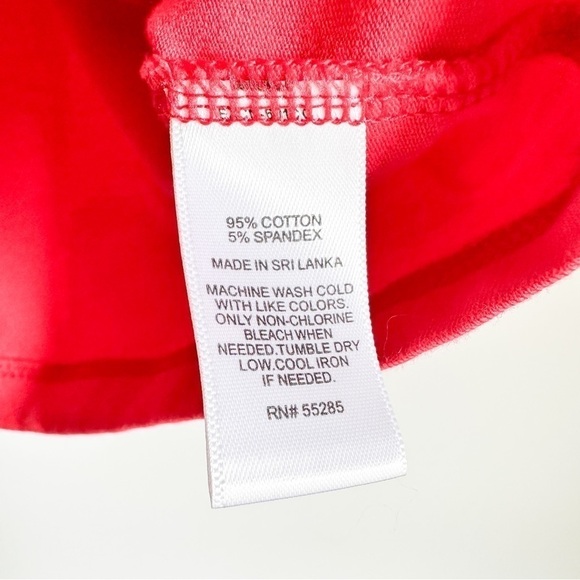 95% COTTON
5% SPANDEX
MADE IN SRI LANKA
MACHINE WASH COLD
WITH LIKE COLORS.
ONLY NON-CHLORINE
BLEACH WHEN
NEEDED.TUMBLE DRY
LOW.COOL IRON
IF NEEDED.
RN# 55285